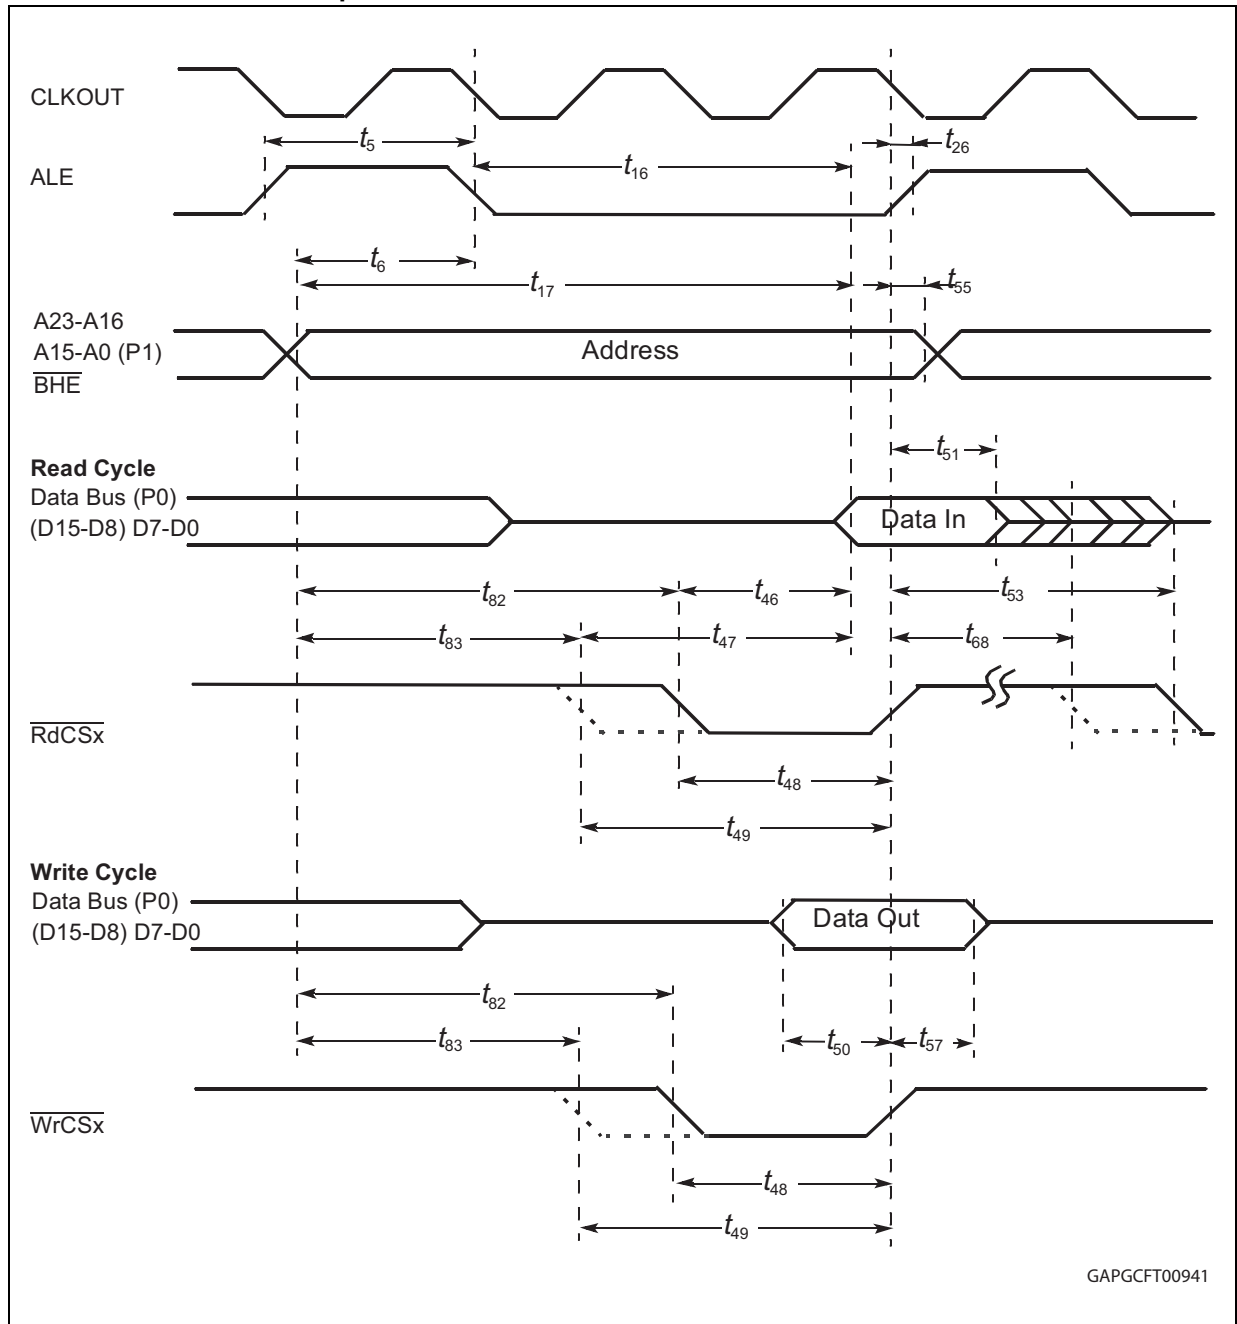 CLKOUT
t5
t26
ALE
t16
t6
t17
t55
A23-A16
A15-A0 (P1)
Address
BHE
t51
Read Cycle
Data Bus (P0)
Data In
(D15-D8) D7-D0
t82
t46
t53
t83
t47
t68
RdCSx
t48
t49
Write Cycle
Data Bus (P0)
Data Out
(D15-D8) D7-D0
t82
t83
t50
t57
WrCSx
t48
t49
GAPGCFT00941